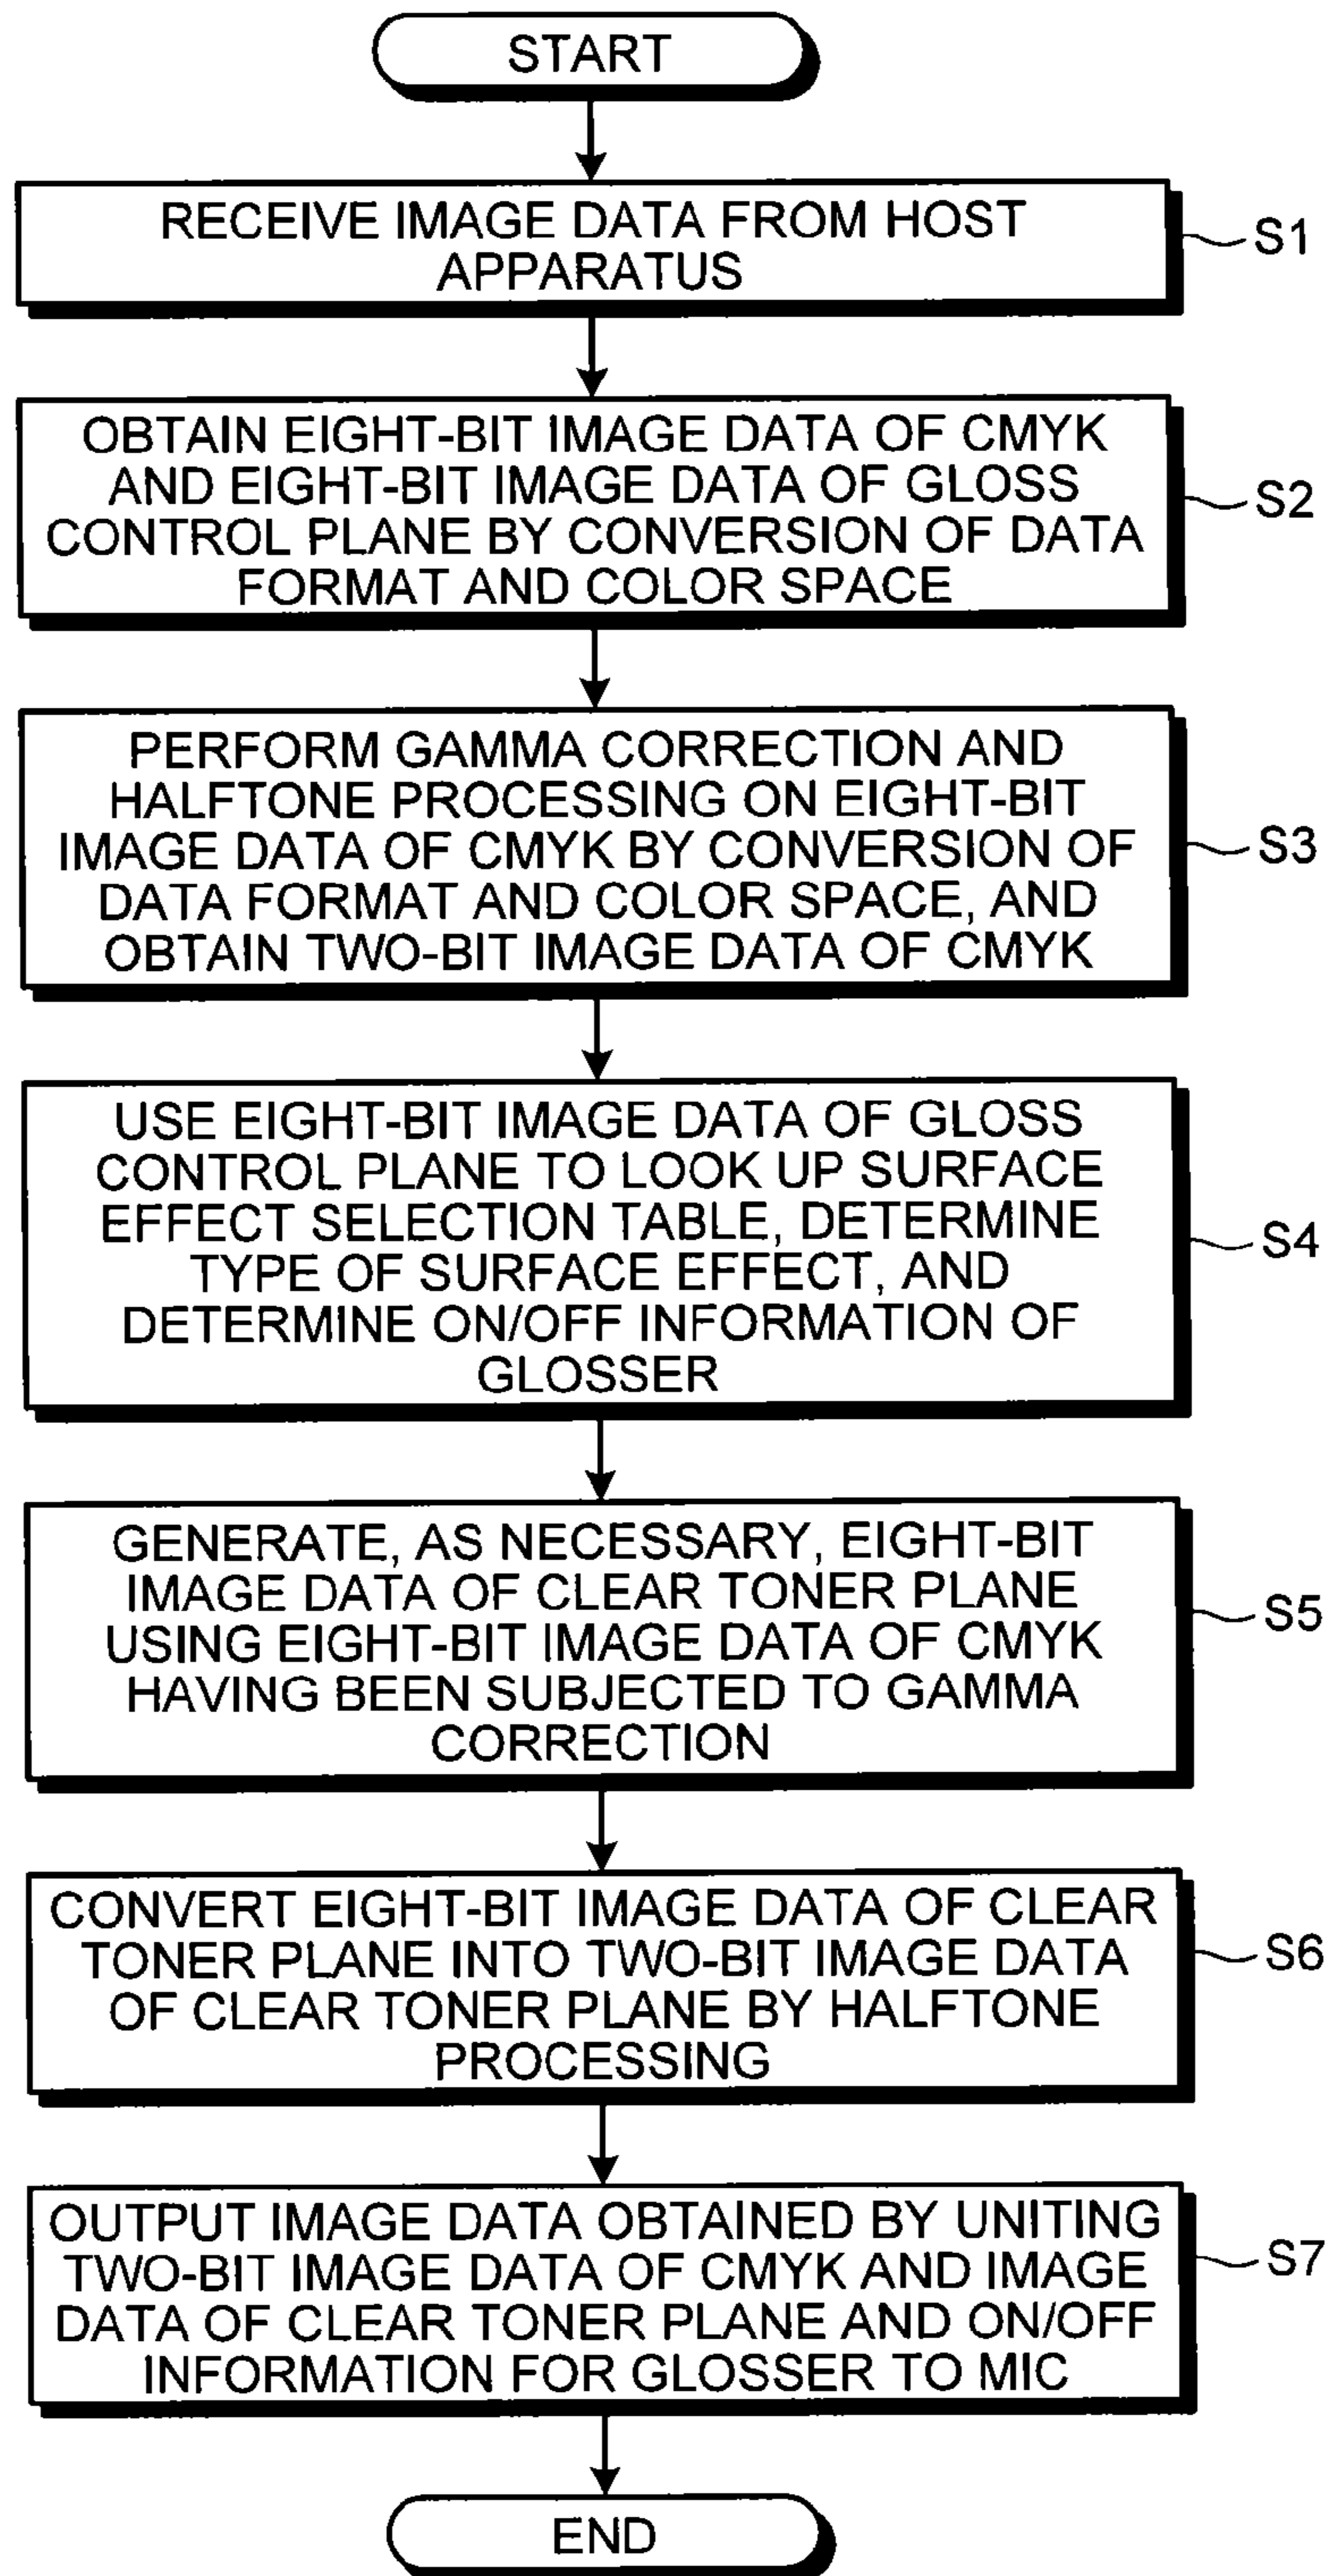 START
RECEIVE IMAGE DATA FROM HOST
APPARATUS
S1
OBTAIN EIGHT-BIT IMAGE DATA OF CMYK
AND EIGHT-BIT IMAGE DATA OF GLOSS
CONTROL PLANE BY CONVERSION OF DATA
FORMAT AND COLOR SPACE
S2
PERFORM GAMMA CORRECTION AND
HALFTONE PROCESSING ON EIGHT-BIT
IMAGE DATA OF CMYK BY CONVERSION OF
DATA FORMAT AND COLOR SPACE, AND
OBTAIN TWO-BIT IMAGE DATA OF CMYK
S3
USE EIGHT-BIT IMAGE DATA OF GLOSS
CONTROL PLANE TO LOOK UP SURFACE
EFFECT SELECTION TABLE, DETERMINE
TYPE OF SURFACE EFFECT, AND
DETERMINE ON/OFF INFORMATION OF
GLOSSER
S4
GENERATE, AS NECESSARY, EIGHT-BIT
IMAGE DATA OF CLEAR TONER PLANE
USING EIGHT-BIT IMAGE DATA OF CMYK
HAVING BEEN SUBJECTED TO GAMMA
CORRECTION
S5
CONVERT EIGHT-BIT IMAGE DATA OF CLEAR
TONER PLANE INTO TWO-BIT IMAGE DATA
OF CLEAR TONER PLANE BY HALFTONE
PROCESSING
S6
OUTPUT IMAGE DATA OBTAINED BY UNITING
TWO-BIT IMAGE DATA OF CMYK AND IMAGE
DATA OF CLEAR TONER PLANE AND ON/OFF
INFORMATION FOR GLOSSER TO MIC
S7
END